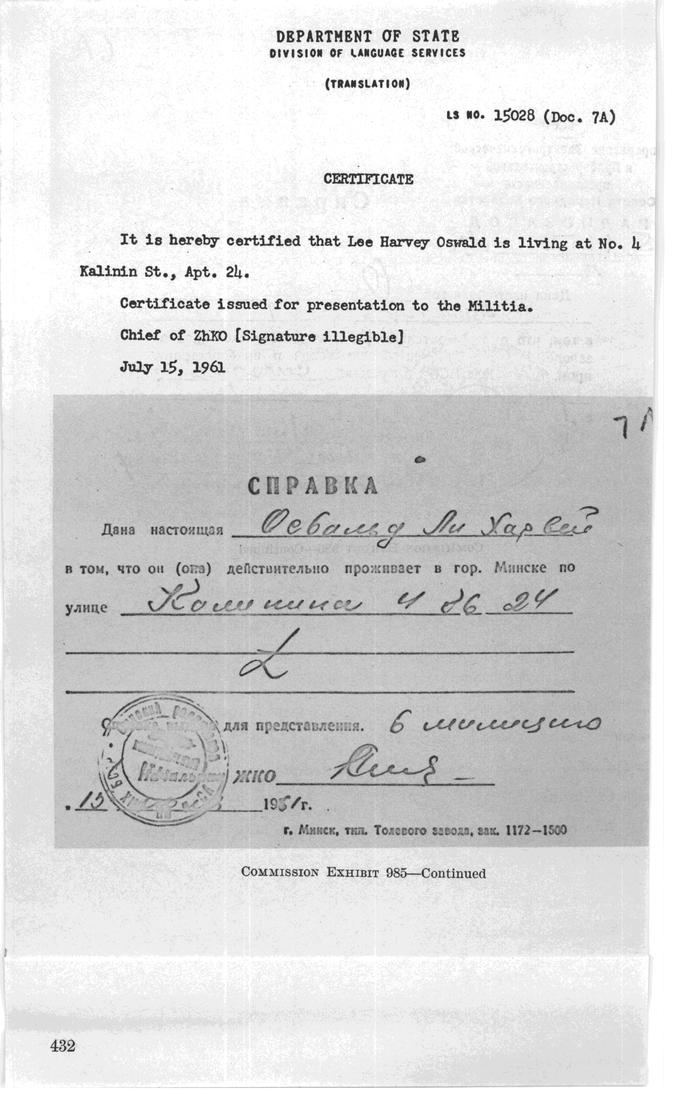 DEPARTMENT OF STATE
DIVISION OF LANGUAGE SERVICES
(TRANSLATION)
LS NO. 15028 (Doc. 7A)
CERTIFICATE
It is hereby certified that Lee Harvey Oswald is living at No. 4
Kalinin St., Apt. 24.
Certificate issued for presentation to the Militia.
Chief of ZhKO [Signature illegible]
July 15, 1961
7 A
СПРАВКА
Дана настоящая Освальд Ли Харвей
в том, что он (она) действительно проживает в гор. Минске по
улице Калинина 4 кв 24
для представления. в милицию
ЖКО
15 1961г.
г. Минск, тип. Толевого завода, зак. 1172—1500
COMMISSION EXHIBIT 985—Continued
432